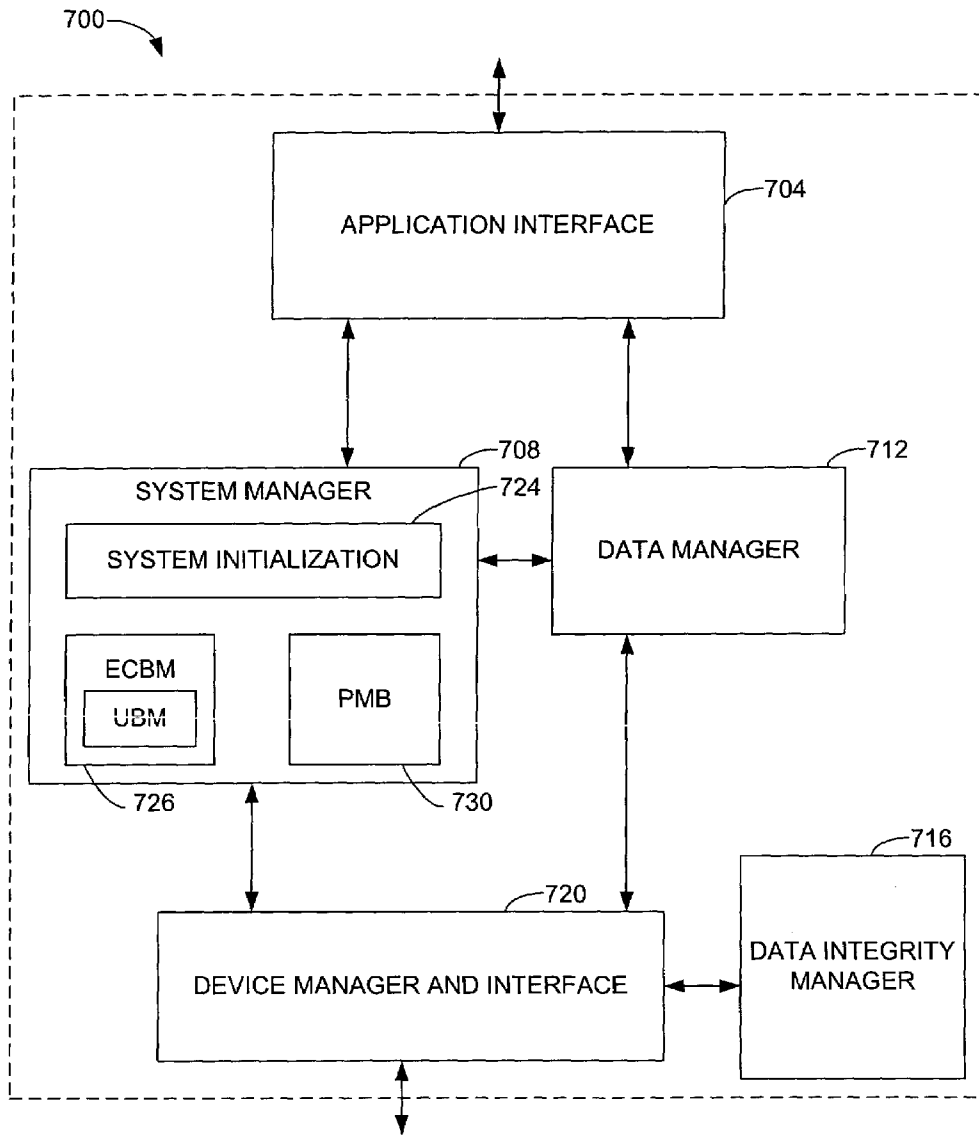 700
704
APPLICATION INTERFACE
708
712
SYSTEM MANAGER
724
SYSTEM INITIALIZATION
DATA MANAGER
ECBM
UBM
PMB
726
730
716
720
DATA INTEGRITY
MANAGER
DEVICE MANAGER AND INTERFACE